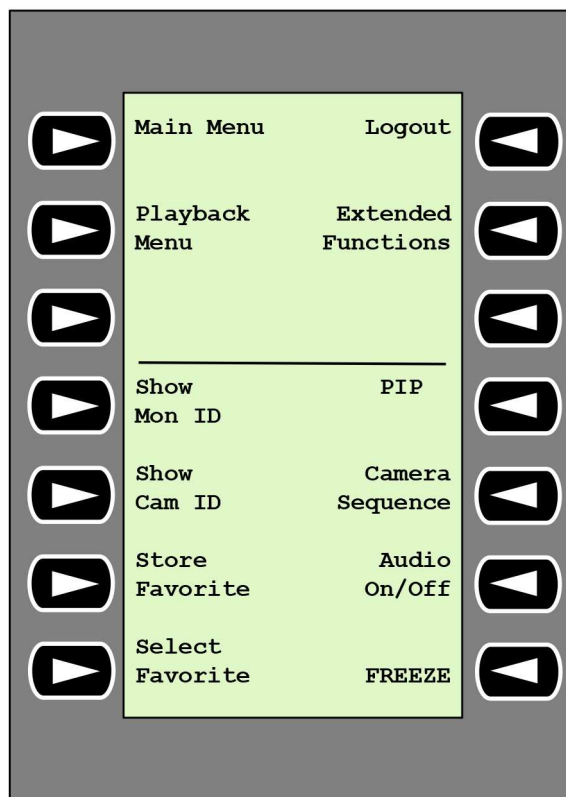 Main Menu Logout
Playback Extended
Menu Functions
Show PIP
Mon ID
Show Camera
Cam ID Sequence
Store Audio
Favorite On/Off
Select
Favorite FREEZE